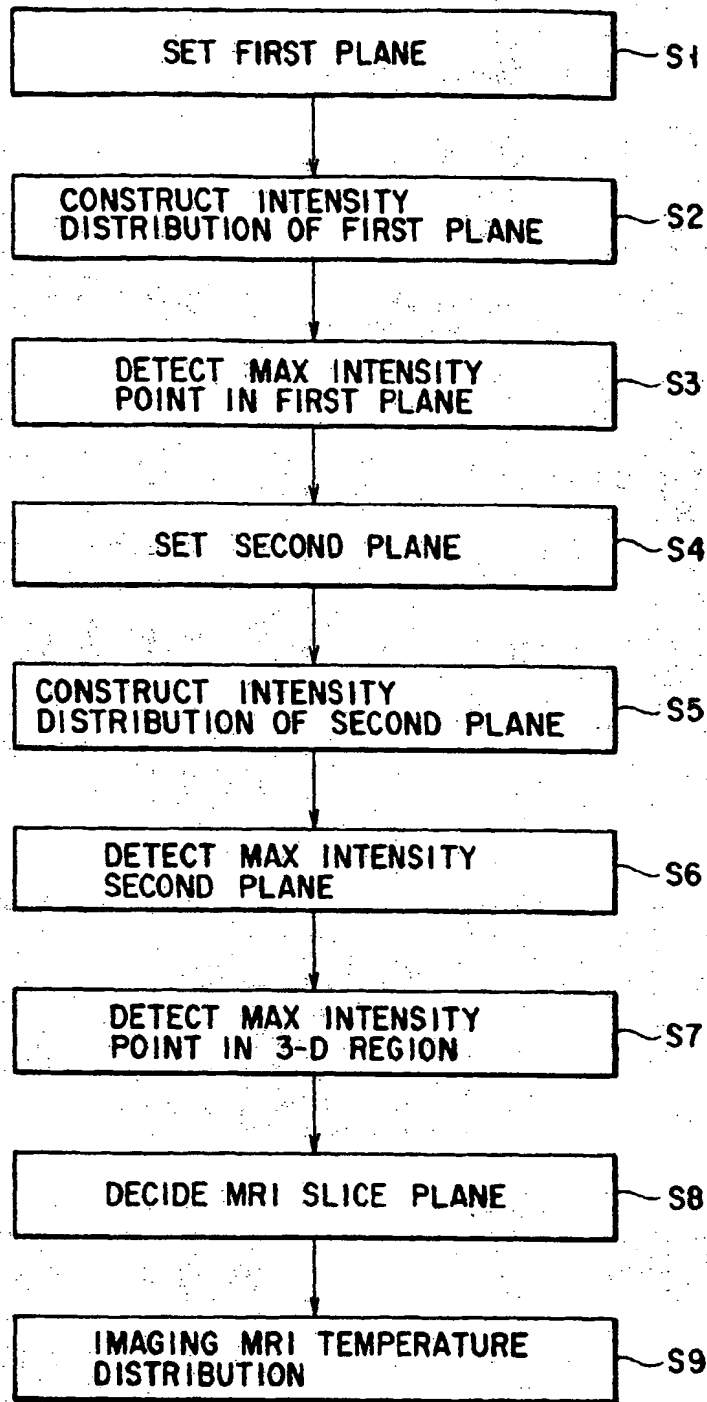 SET FIRST PLANE
S1
CONSTRUCT INTENSITY
DISTRIBUTION OF FIRST PLANE
S2
DETECT MAX INTENSITY
POINT IN FIRST PLANE
S3
SET SECOND PLANE
S4
CONSTRUCT INTENSITY
DISTRIBUTION OF SECOND PLANE
S5
DETECT MAX INTENSITY
SECOND PLANE
S6
DETECT MAX INTENSITY
POINT IN 3-D REGION
S7
DECIDE MRI SLICE PLANE
S8
IMAGING MRI TEMPERATURE
DISTRIBUTION
S9